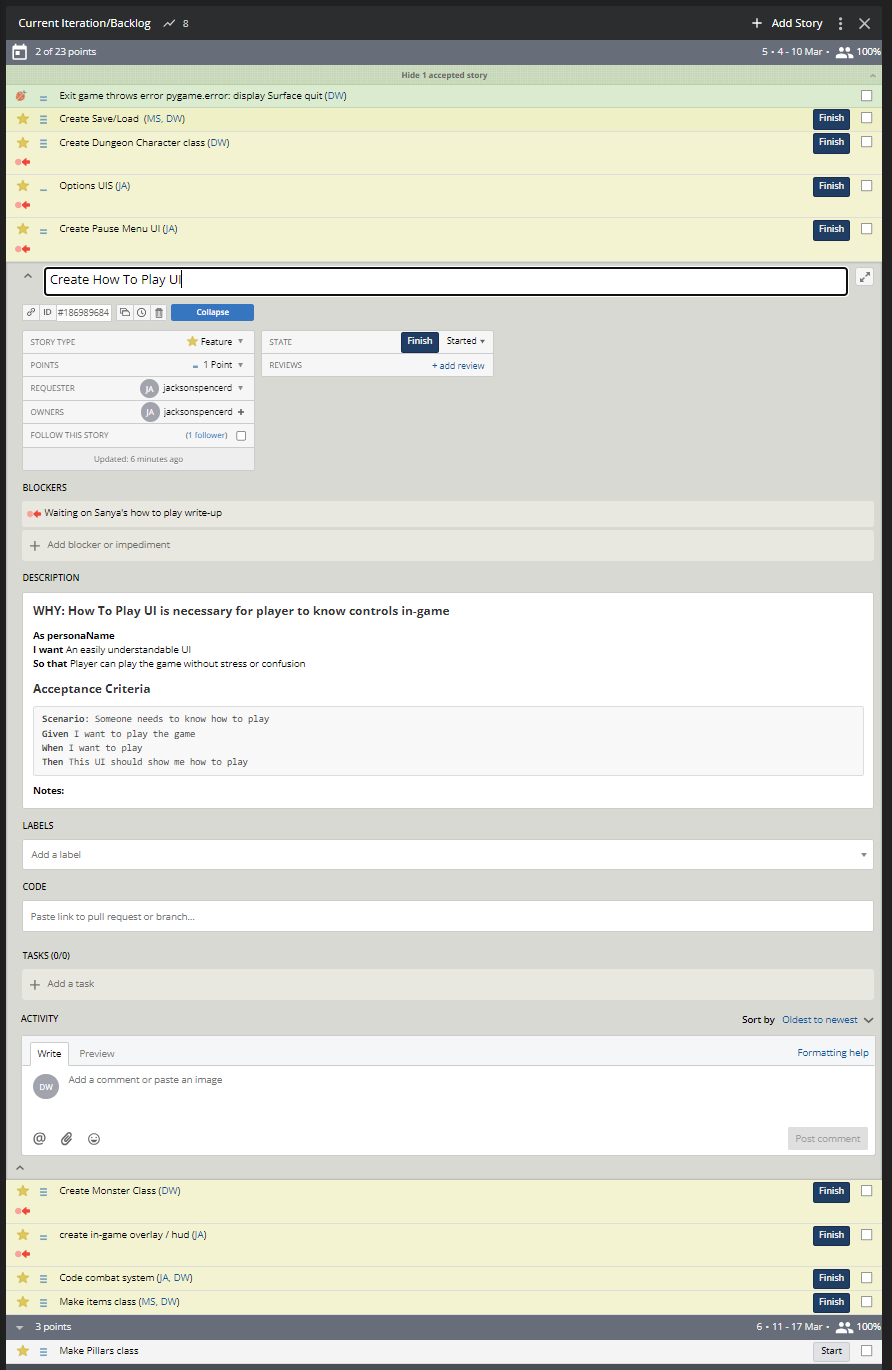 Current Iteration/Backlog 8 + Add Story
2 of 23 points 5 • 4 - 10 Mar • 100%
Hide 1 accepted story
Exit game throws error pygame.error: display Surface quit (DW)
Create Save/Load (MS, DW) Finish
Create Dungeon Character class (DW) Finish
Options UIS (JA) Finish
Create Pause Menu UI (JA) Finish
Create How To Play UI
ID #186989684 Collapse
STORY TYPE Feature
POINTS 1 Point
REQUESTER JA jacksonspencerd
OWNERS JA jacksonspencerd +
FOLLOW THIS STORY (1 follower)
Updated: 6 minutes ago
STATE Finish Started
REVIEWS + add review
BLOCKERS
Waiting on Sanya's how to play write-up
+ Add blocker or impediment
DESCRIPTION
WHY: How To Play UI is necessary for player to know controls in-game
As personaName
I want An easily understandable UI
So that Player can play the game without stress or confusion
Acceptance Criteria
Scenario: Someone needs to know how to play
Given I want to play the game
When I want to play
Then This UI should show me how to play
Notes:
LABELS
Add a label
CODE
Paste link to pull request or branch...
TASKS (0/0)
+ Add a task
ACTIVITY Sort by Oldest to newest
Write Preview Formatting help
DW Add a comment or paste an image
@ Post comment
Create Monster Class (DW) Finish
create in-game overlay / hud (JA) Finish
Code combat system (JA, DW) Finish
Make items class (MS, DW) Finish
3 points 6 • 11 - 17 Mar • 100%
Make Pillars class Start